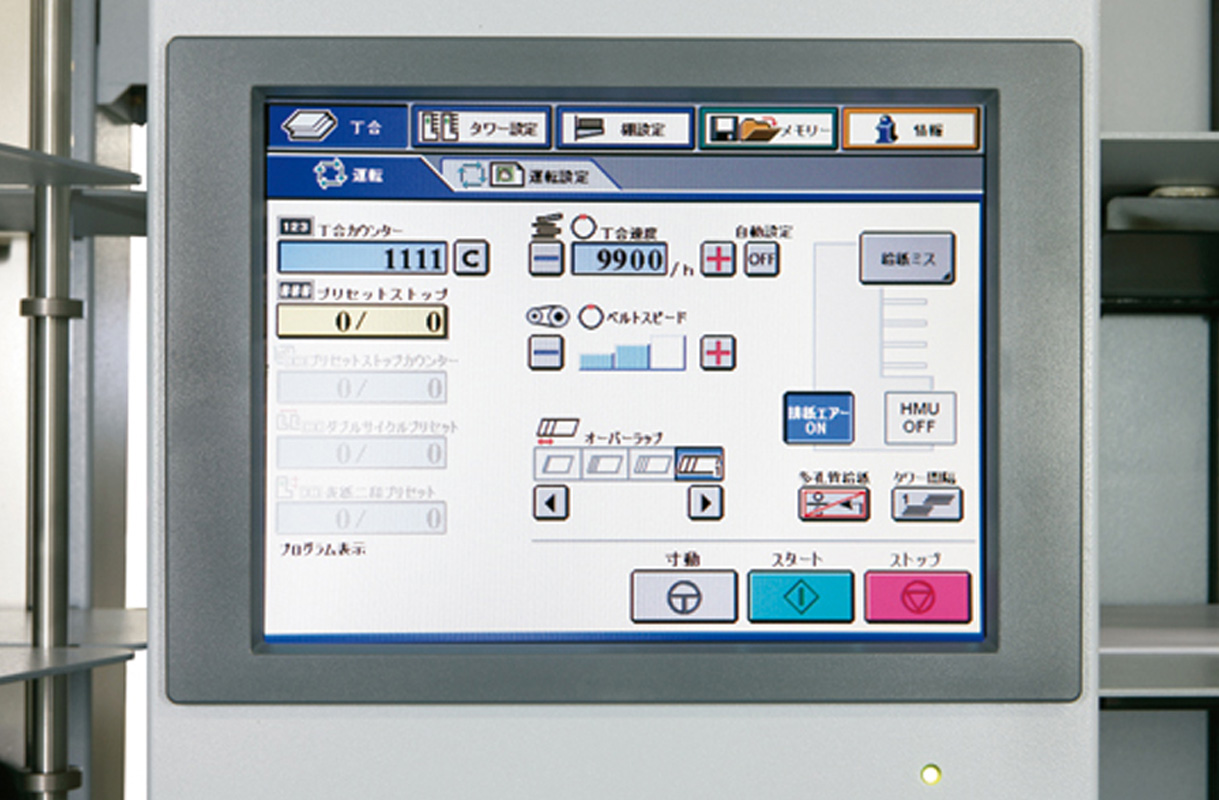 丁合
タワー設定
棚設定
メモリー
情報
運転
運転設定
123
丁合カウンター
1111
C
プリセットストップ
0/ 0
プリセットストップカウンター
0/ 0
ダブルサイクルプリセット
0/ 0
表紙二段プリセット
0/ 0
プログラム表示
丁合速度
9900
/h
自動設定
OFF
ベルトスピード
オーバーラップ
給紙ミス
排紙エアー
ON
HMU
OFF
多孔管給紙
タワー間隔
寸動
スタート
ストップ